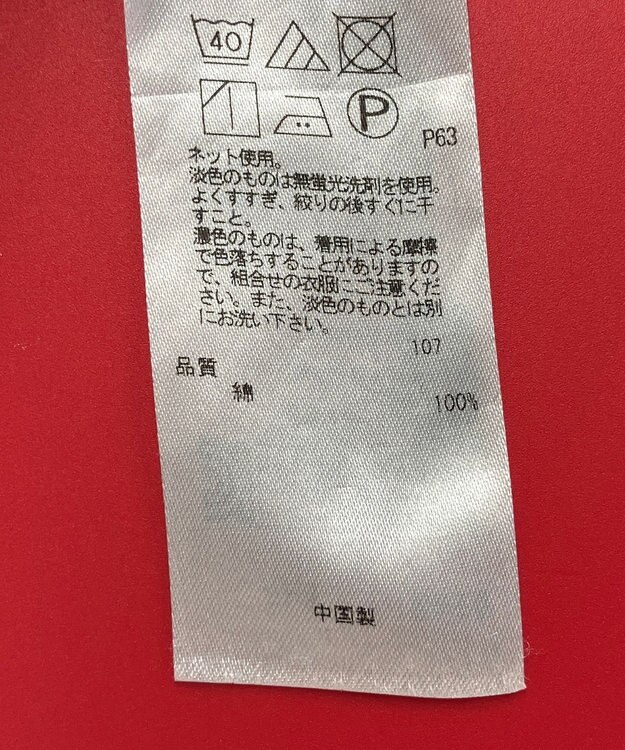 40
P
P63
ネット使用。
淡色のものは無蛍光洗剤を使用。
よくすすぎ、絞りの後すぐに干
すこと。
濃色のものは、着用による摩擦
で色落ちすることがありますの
で、組合せの衣服にご注意くだ
さい。また、淡色のものとは別
にお洗い下さい。
107
品質
綿 100%
中国製